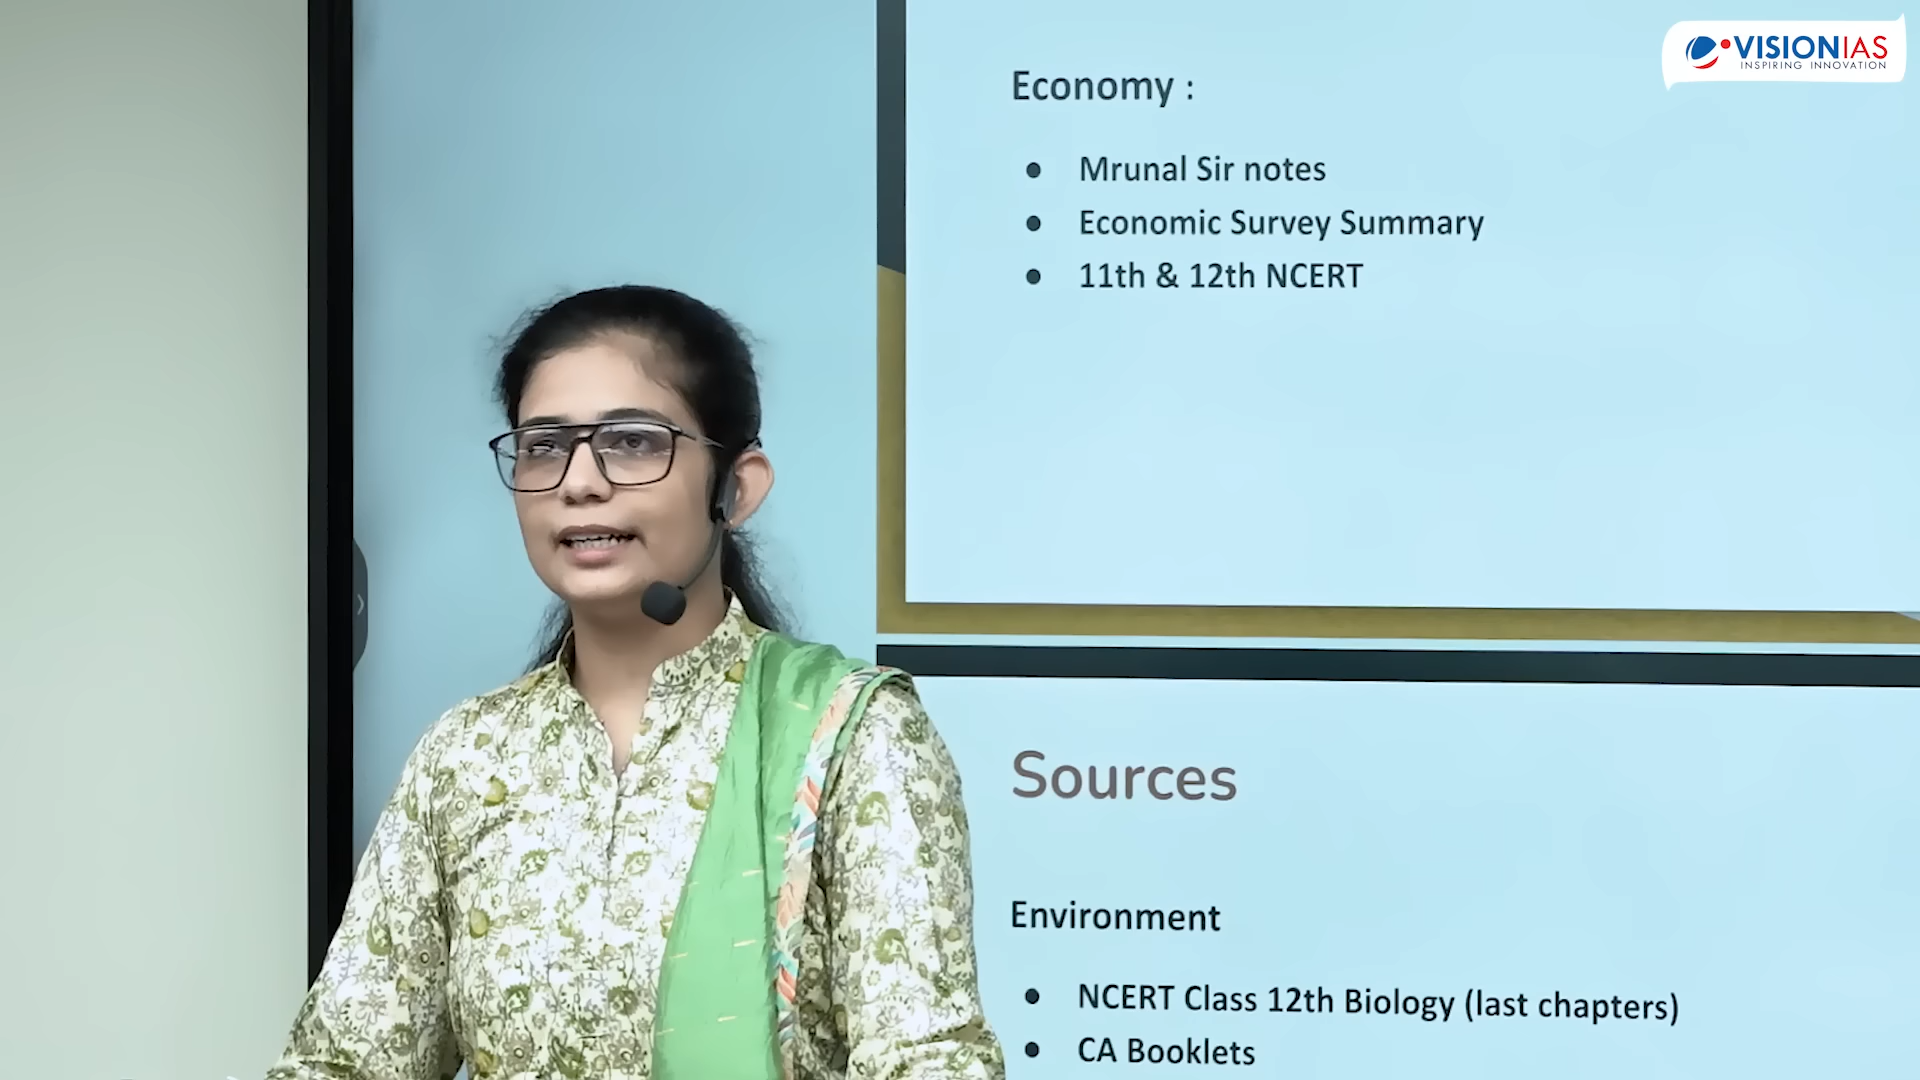 VISIONIAS
INSPIRING INNOVATION
Economy :
● Mrunal Sir notes
● Economic Survey Summary
● 11th & 12th NCERT
Sources
Environment
● NCERT Class 12th Biology (last chapters)
● CA Booklets